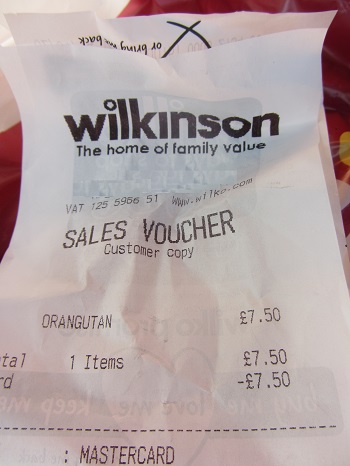 or bring me back
wilkinson
The home of family value
VAT 125 5966 51 www.wilko.com
SALES VOUCHER
Customer copy
ORANGUTAN £7.50
tal 1 Items £7.50
rd -£7.50
: MASTERCARD